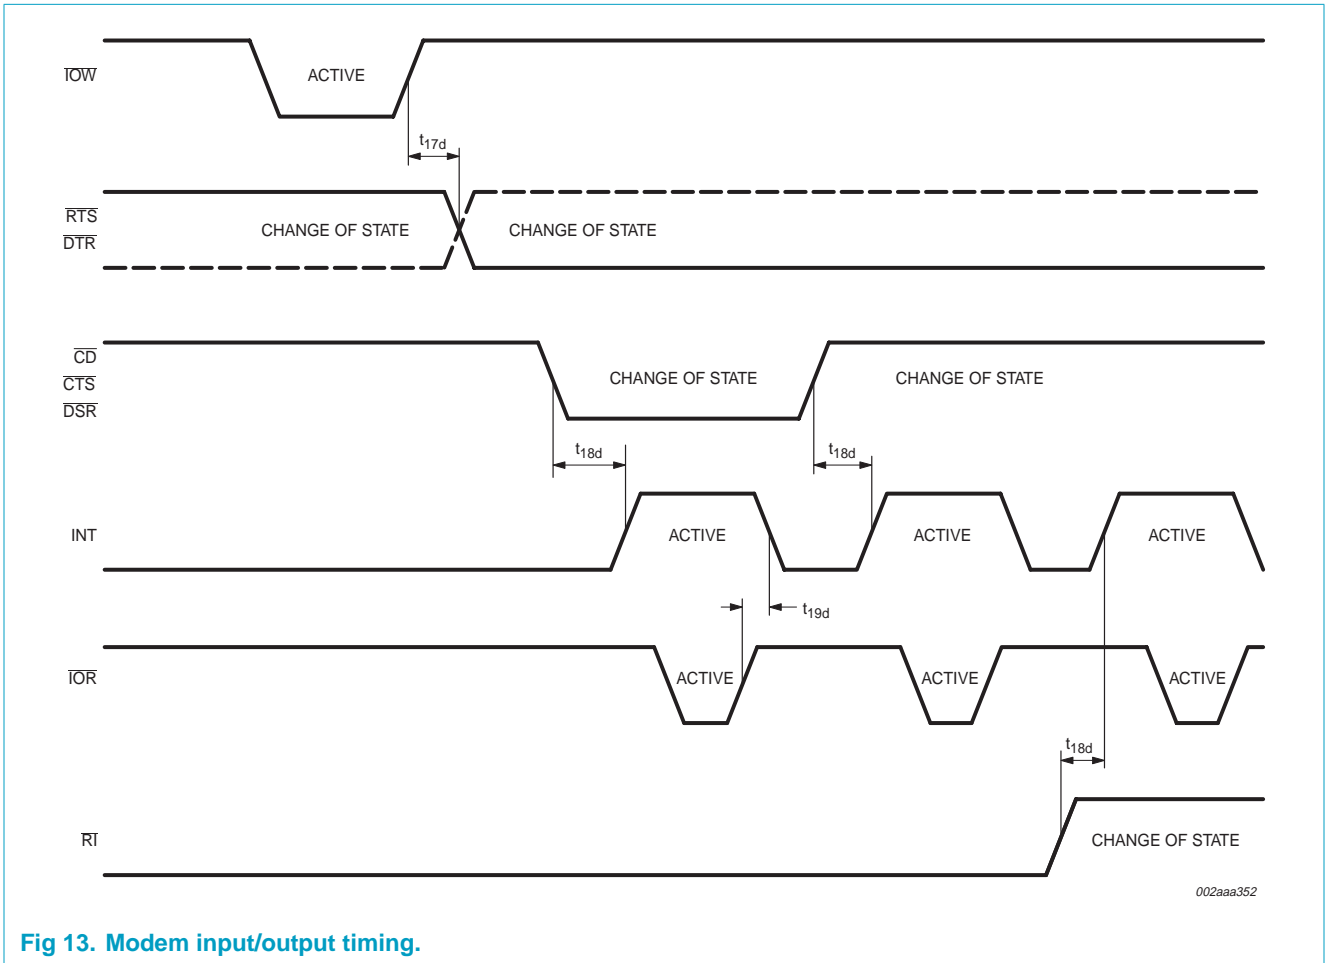 IOW
ACTIVE
t17d
RTS
DTR
CHANGE OF STATE
CHANGE OF STATE
CD
CTS
DSR
CHANGE OF STATE
CHANGE OF STATE
t18d
t18d
INT
ACTIVE
ACTIVE
ACTIVE
t19d
IOR
ACTIVE
ACTIVE
ACTIVE
t18d
RI
CHANGE OF STATE
002aaa352
Fig 13. Modem input/output timing.